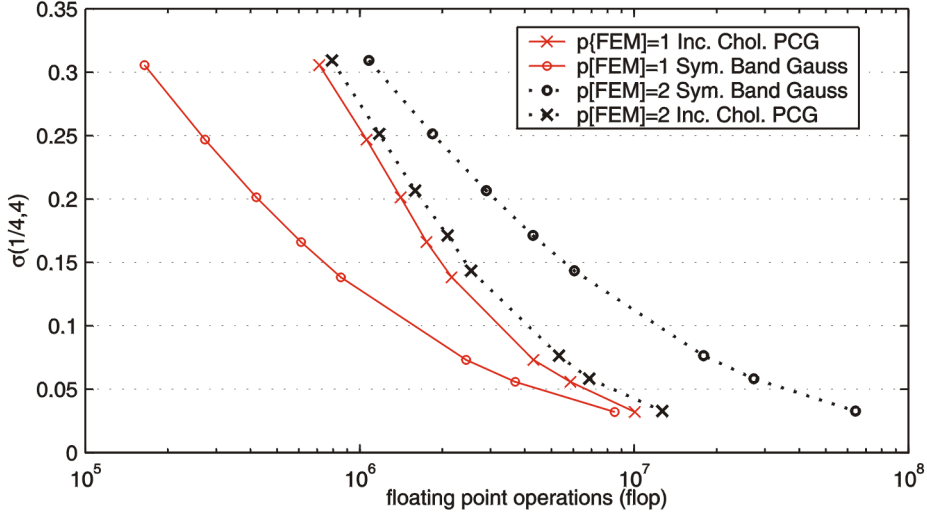 0.35
0.3
0.25
0.2
0.15
0.1
0.05
0
σ(1/4,4)
p{FEM]=1 Inc. Chol. PCG
p[FEM]=1 Sym. Band Gauss
p[FEM]=2 Sym. Band Gauss
p[FEM]=2 Inc. Chol. PCG
10^5 10^6 10^7 10^8
floating point operations (flop)